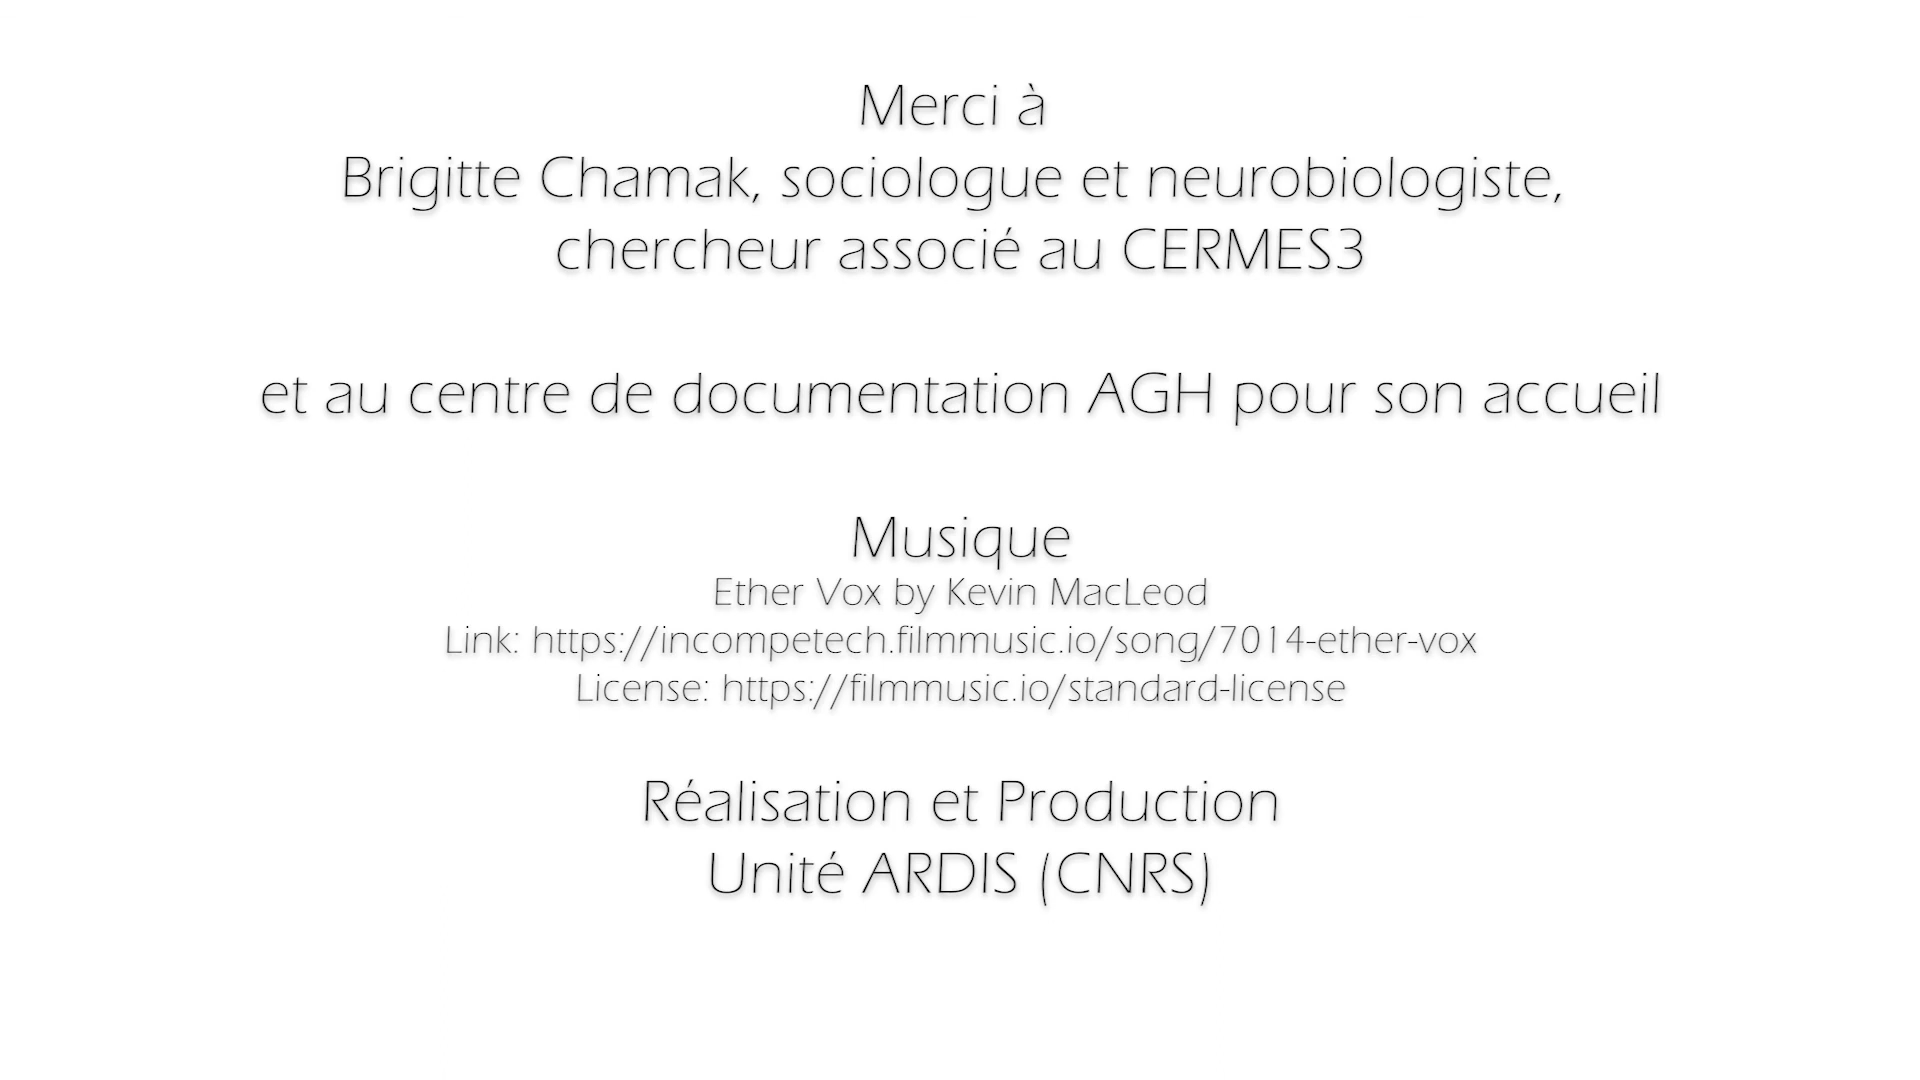 Merci à
Brigitte Chamak, sociologue et neurobiologiste,
chercheur associé au CERMES3
et au centre de documentation AGH pour son accueil
Musique
Ether Vox by Kevin MacLeod
Link: https://incompetech.filmmusic.io/song/7014-ether-vox
License: https://filmmusic.io/standard-license
Réalisation et Production
Unité ARDIS (CNRS)